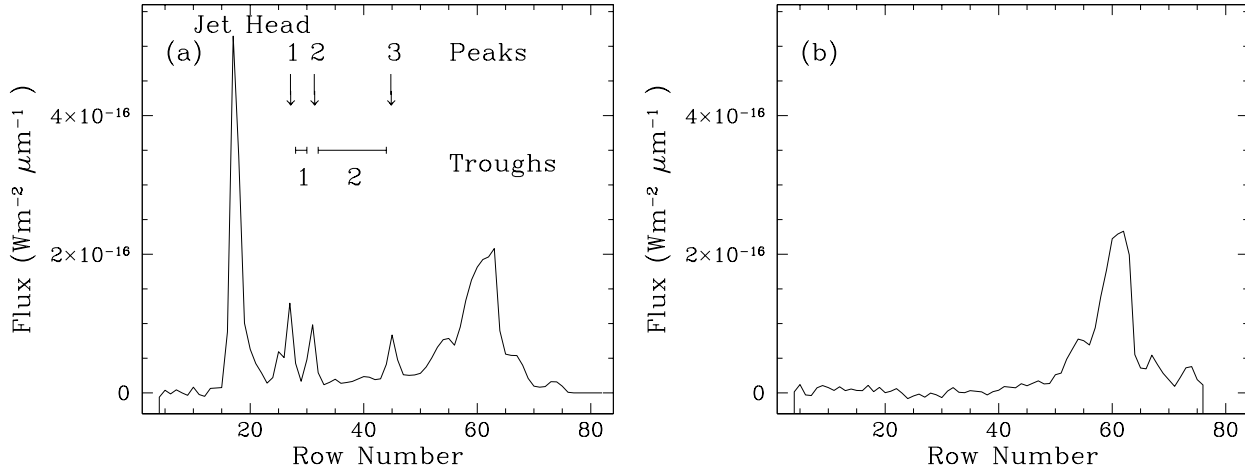 Jet Head
(a)
1 2 3 Peaks
1 2 Troughs
4×10⁻¹⁶
2×10⁻¹⁶
0
20 40 60 80
Row Number
Flux (Wm⁻² μm⁻¹ )
(b)
4×10⁻¹⁶
2×10⁻¹⁶
0
20 40 60 80
Row Number
Flux (Wm⁻² μm⁻¹ )